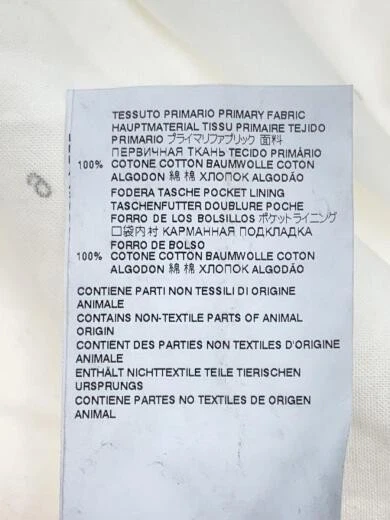 TESSUTO PRIMARIO PRIMARY FABRIC
HAUPTMATERIAL TISSU PRIMAIRE TEJIDO
PRIMARIO プライマリファブリック 面料
ПЕРВИЧНАЯ ТКАНЬ TECIDO PRIMÁRIO
100% COTONE COTTON BAUMWOLLE COTON
ALGODON 綿 棉 ХЛОПОК ALGODÃO
FODERA TASCHE POCKET LINING
TASCHENFUTTER DOUBLURE POCHE
FORRO DE LOS BOLSILLOS ポケットライニング
口袋内村 КАРМАННАЯ ПОДКЛАДКА
FORRO DE BOLSO
100% COTONE COTTON BAUMWOLLE COTON
ALGODON 綿 棉 ХЛОПОК ALGODÃO
CONTIENE PARTI NON TESSILI DI ORIGINE
ANIMALE
CONTAINS NON-TEXTILE PARTS OF ANIMAL
ORIGIN
CONTIENT DES PARTIES NON TEXTILES D'ORIGINE
ANIMALE
ENTHÄLT NICHTTEXTILE TEILE TIERISCHEN
URSPRUNGS
CONTIENE PARTES NO TEXTILES DE ORIGEN
ANIMAL